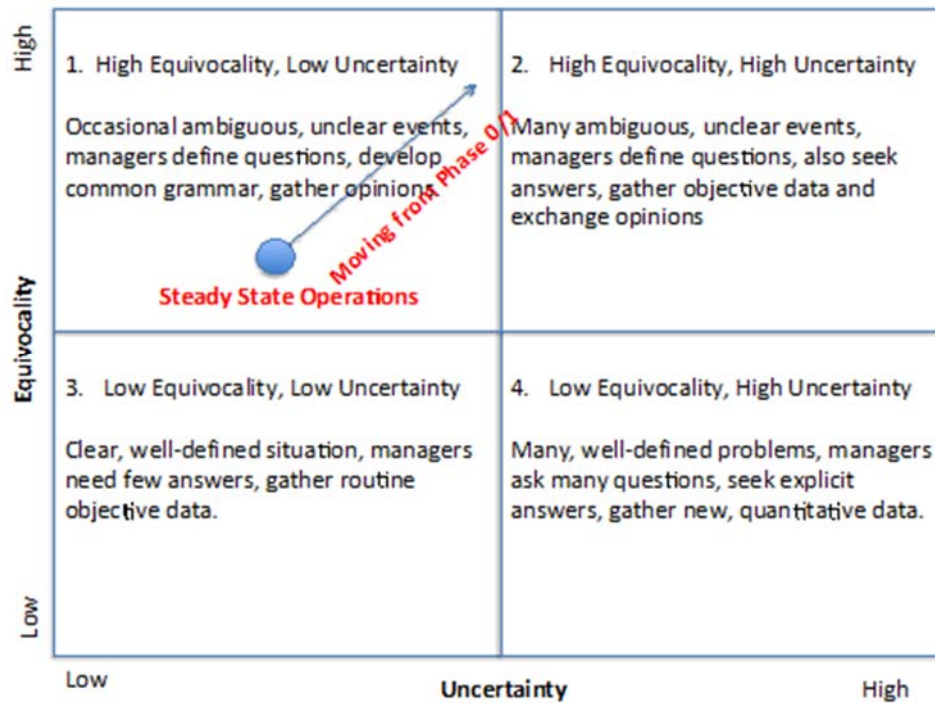 High
1. High Equivocality, Low Uncertainty
Occasional ambiguous, unclear events,
managers define questions, develop
common grammar, gather opinions
Moving from Phase 0/1
Steady State Operations
2. High Equivocality, High Uncertainty
Many ambiguous, unclear events,
managers define questions, also seek
answers, gather objective data and
exchange opinions
Equivocality
3. Low Equivocality, Low Uncertainty
Clear, well-defined situation, managers
need few answers, gather routine
objective data.
4. Low Equivocality, High Uncertainty
Many, well-defined problems, managers
ask many questions, seek explicit
answers, gather new, quantitative data.
Low
Low
Uncertainty
High